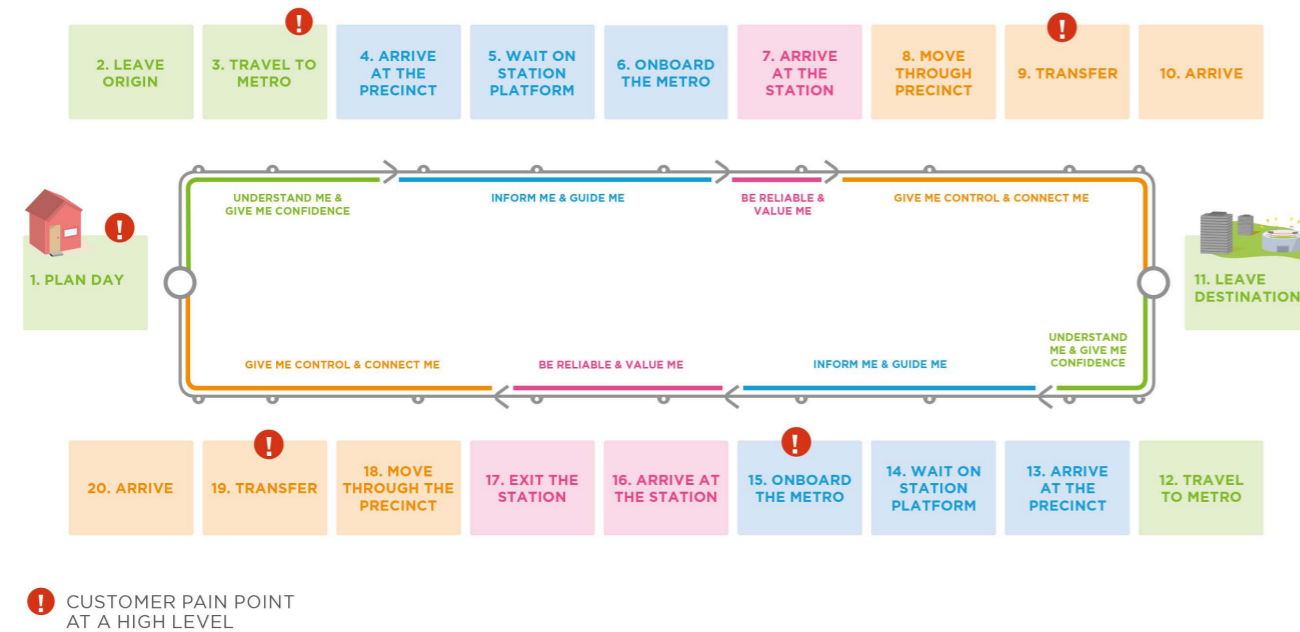 2. LEAVE
ORIGIN
!
3. TRAVEL TO
METRO
4. ARRIVE
AT THE
PRECINCT
5. WAIT ON
STATION
PLATFORM
6. ONBOARD
THE METRO
7. ARRIVE
AT THE
STATION
8. MOVE
THROUGH
PRECINCT
!
9. TRANSFER
10. ARRIVE
UNDERSTAND ME &
GIVE ME CONFIDENCE
INFORM ME & GUIDE ME
BE RELIABLE &
VALUE ME
GIVE ME CONTROL & CONNECT ME
!
1. PLAN DAY
11. LEAVE
DESTINATION
GIVE ME CONTROL & CONNECT ME
BE RELIABLE & VALUE ME
INFORM ME & GUIDE ME
UNDERSTAND
ME & GIVE ME
CONFIDENCE
20. ARRIVE
!
19. TRANSFER
18. MOVE
THROUGH THE
PRECINCT
17. EXIT THE
STATION
16. ARRIVE AT
THE STATION
!
15. ONBOARD
THE METRO
14. WAIT ON
STATION
PLATFORM
13. ARRIVE
AT THE
PRECINCT
12. TRAVEL
TO METRO
!
CUSTOMER PAIN POINT
AT A HIGH LEVEL